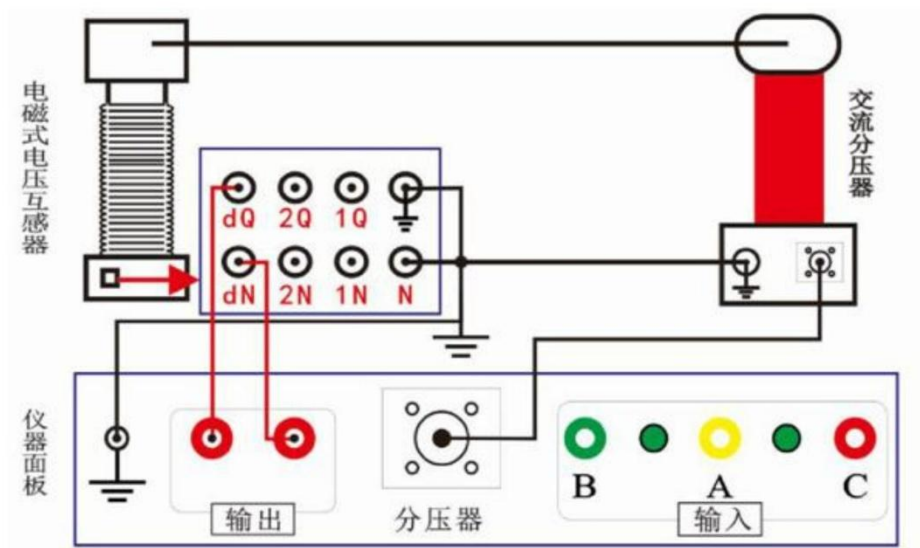 电磁式电压互感器
交流分压器
dQ 2Q 1Q
dN 2N 1N N
仪器面板
B A C
输出 分压器 输入